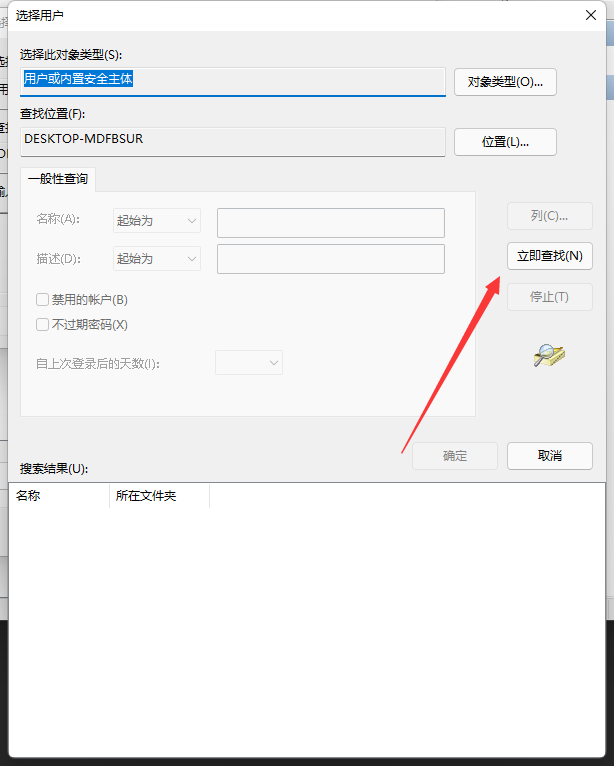 选择用户
选择此对象类型(S):
用户或内置安全主体
对象类型(O)...
查找位置(F):
DESKTOP-MDFBSUR
位置(L)...
一般性查询
名称(A):
起始为
列(C)...
描述(D):
起始为
立即查找(N)
禁用的帐户(B)
停止(T)
不过期密码(X)
自上次登录后的天数(I):
确定
取消
搜索结果(U):
名称
所在文件夹